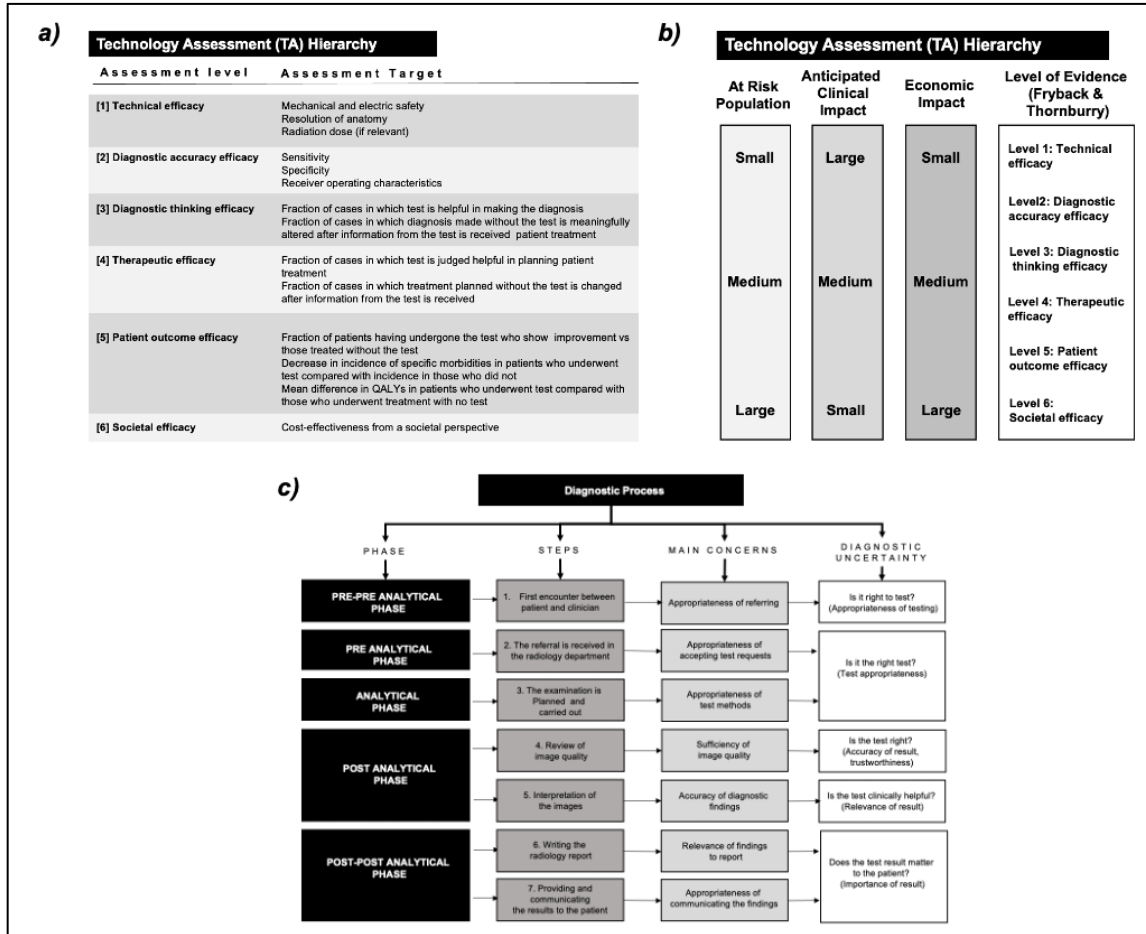 a)
Technology Assessment (TA) Hierarchy
Assessment level
Assessment Target
[1] Technical efficacy
Mechanical and electric safety
Resolution of anatomy
Radiation dose (if relevant)
[2] Diagnostic accuracy efficacy
Sensitivity
Specificity
Receiver operating characteristics
[3] Diagnostic thinking efficacy
Fraction of cases in which test is helpful in making the diagnosis
Fraction of cases in which diagnosis made without the test is meaningfully
altered after information from the test is received patient treatment
[4] Therapeutic efficacy
Fraction of cases in which test is judged helpful in planning patient
treatment
Fraction of cases in which treatment planned without the test is changed
after information from the test is received
[5] Patient outcome efficacy
Fraction of patients having undergone the test who show improvement vs
those treated without the test
Decrease in incidence of specific morbidities in patients who underwent
test compared with incidence in those who did not
Mean difference in QALYs in patients who underwent test compared with
those who underwent treatment with no test
[6] Societal efficacy
Cost-effectiveness from a societal perspective
b)
Technology Assessment (TA) Hierarchy
At Risk
Population
Small
Medium
Large
Anticipated
Clinical
Impact
Large
Medium
Small
Economic
Impact
Small
Medium
Large
Level of Evidence
(Fryback &
Thornburry)
Level 1: Technical
efficacy
Level2: Diagnostic
accuracy efficacy
Level 3: Diagnostic
thinking efficacy
Level 4: Therapeutic
efficacy
Level 5: Patient
outcome efficacy
Level 6:
Societal efficacy
c)
Diagnostic Process
PHASE
STEPS
MAIN CONCERNS
DIAGNOSTIC
UNCERTAINTY
PRE-PRE ANALYTICAL
PHASE
1. First encounter between
patient and clinician
Appropriateness of referring
Is it right to test?
(Appropriateness of testing)
PRE ANALYTICAL
PHASE
2. The referral is received in
the radiology department
Appropriateness of
accepting test requests
Is it the right test?
(Test appropriateness)
ANALYTICAL
PHASE
3. The examination is
Planned and
carried out
Appropriateness of
test methods
POST ANALYTICAL
PHASE
4. Review of
image quality
Sufficiency of
image quality
Is the test right?
(Accuracy of result,
trustworthiness)
5. Interpretation of
the images
Accuracy of diagnostic
findings
Is the test clinically helpful?
(Relevance of result)
POST-POST ANALYTICAL
PHASE
6. Writing the
radiology report
Relevance of findings
to report
Does the test result matter
to the patient?
(Importance of result)
7. Providing and
communicating
the results to the patient
Appropriateness of
communicating the findings